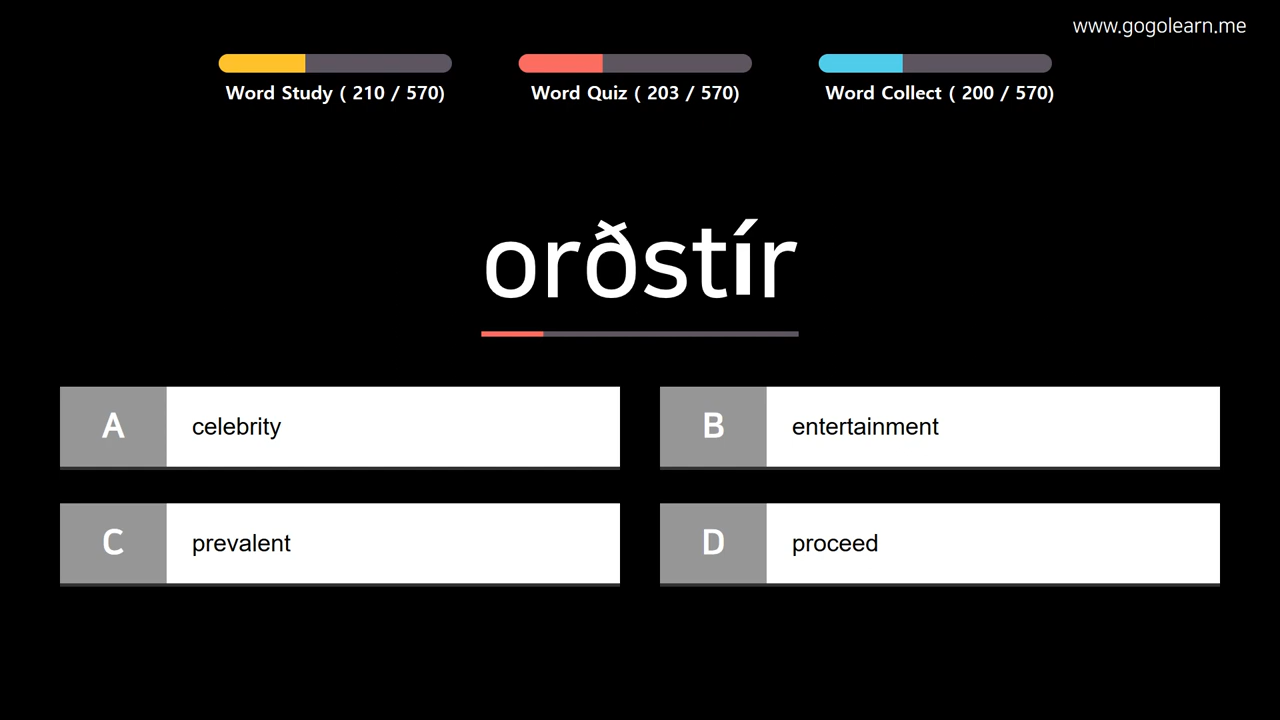 www.gogolearn.me
Word Study ( 210 / 570)
Word Quiz ( 203 / 570)
Word Collect ( 200 / 570)
orðstír
A celebrity
B entertainment
C prevalent
D proceed